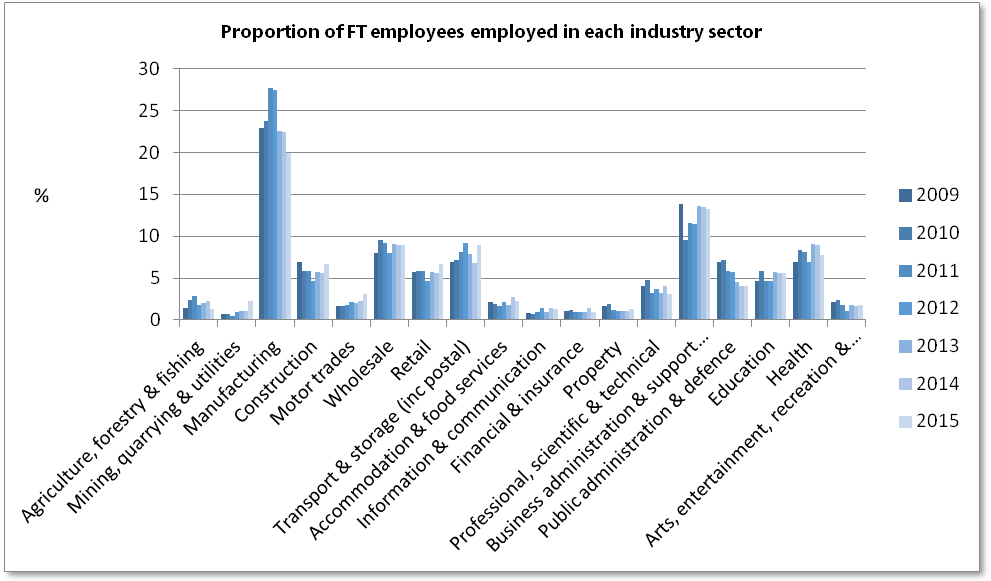 Proportion of FT employees employed in each industry sector
30
25
20
15
10
5
0
%
Agriculture, forestry & fishing
Mining, quarrying & utilities
Manufacturing
Construction
Motor trades
Wholesale
Retail
Transport & storage (inc postal)
Accommodation & food services
Information & communication
Financial & insurance
Property
Professional, scientific & technical
Business administration & support...
Public administration & defence
Education
Health
Arts, entertainment, recreation &...
2009
2010
2011
2012
2013
2014
2015